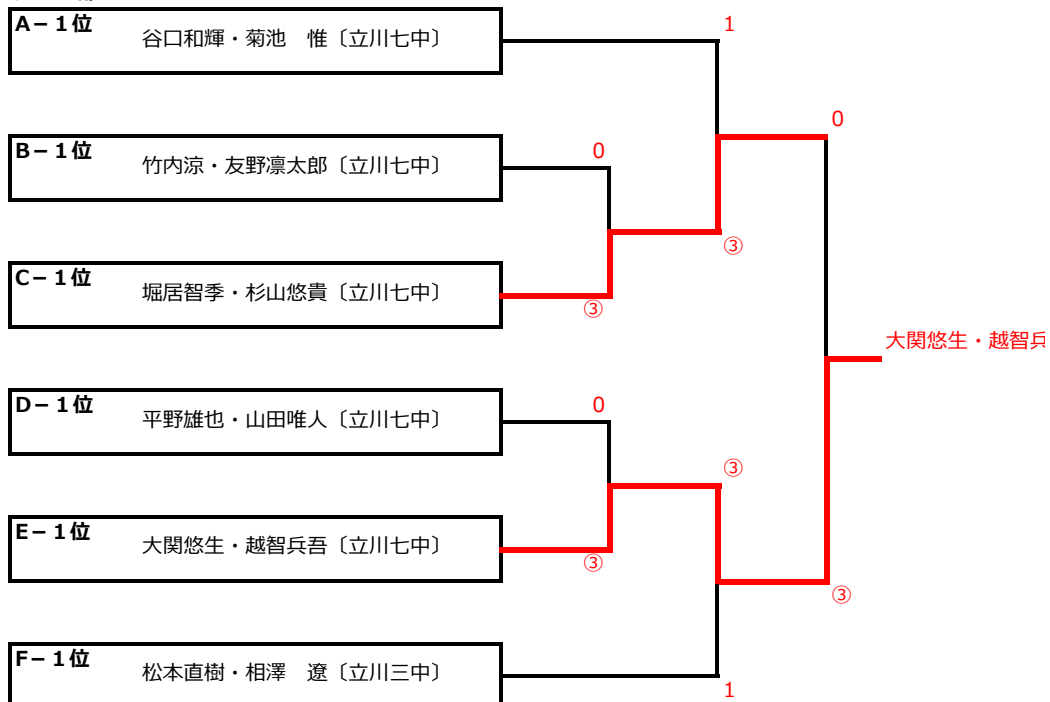 A－１位
谷口和輝・菊池　惟〔立川七中〕
1
0
B－１位
竹内涼・友野凛太郎〔立川七中〕
0
③
C－１位
堀居智季・杉山悠貴〔立川七中〕
③
大関悠生・越智兵
D－１位
平野雄也・山田唯人〔立川七中〕
0
③
E－１位
大関悠生・越智兵吾〔立川七中〕
③
③
F－１位
松本直樹・相澤　遼〔立川三中〕
1